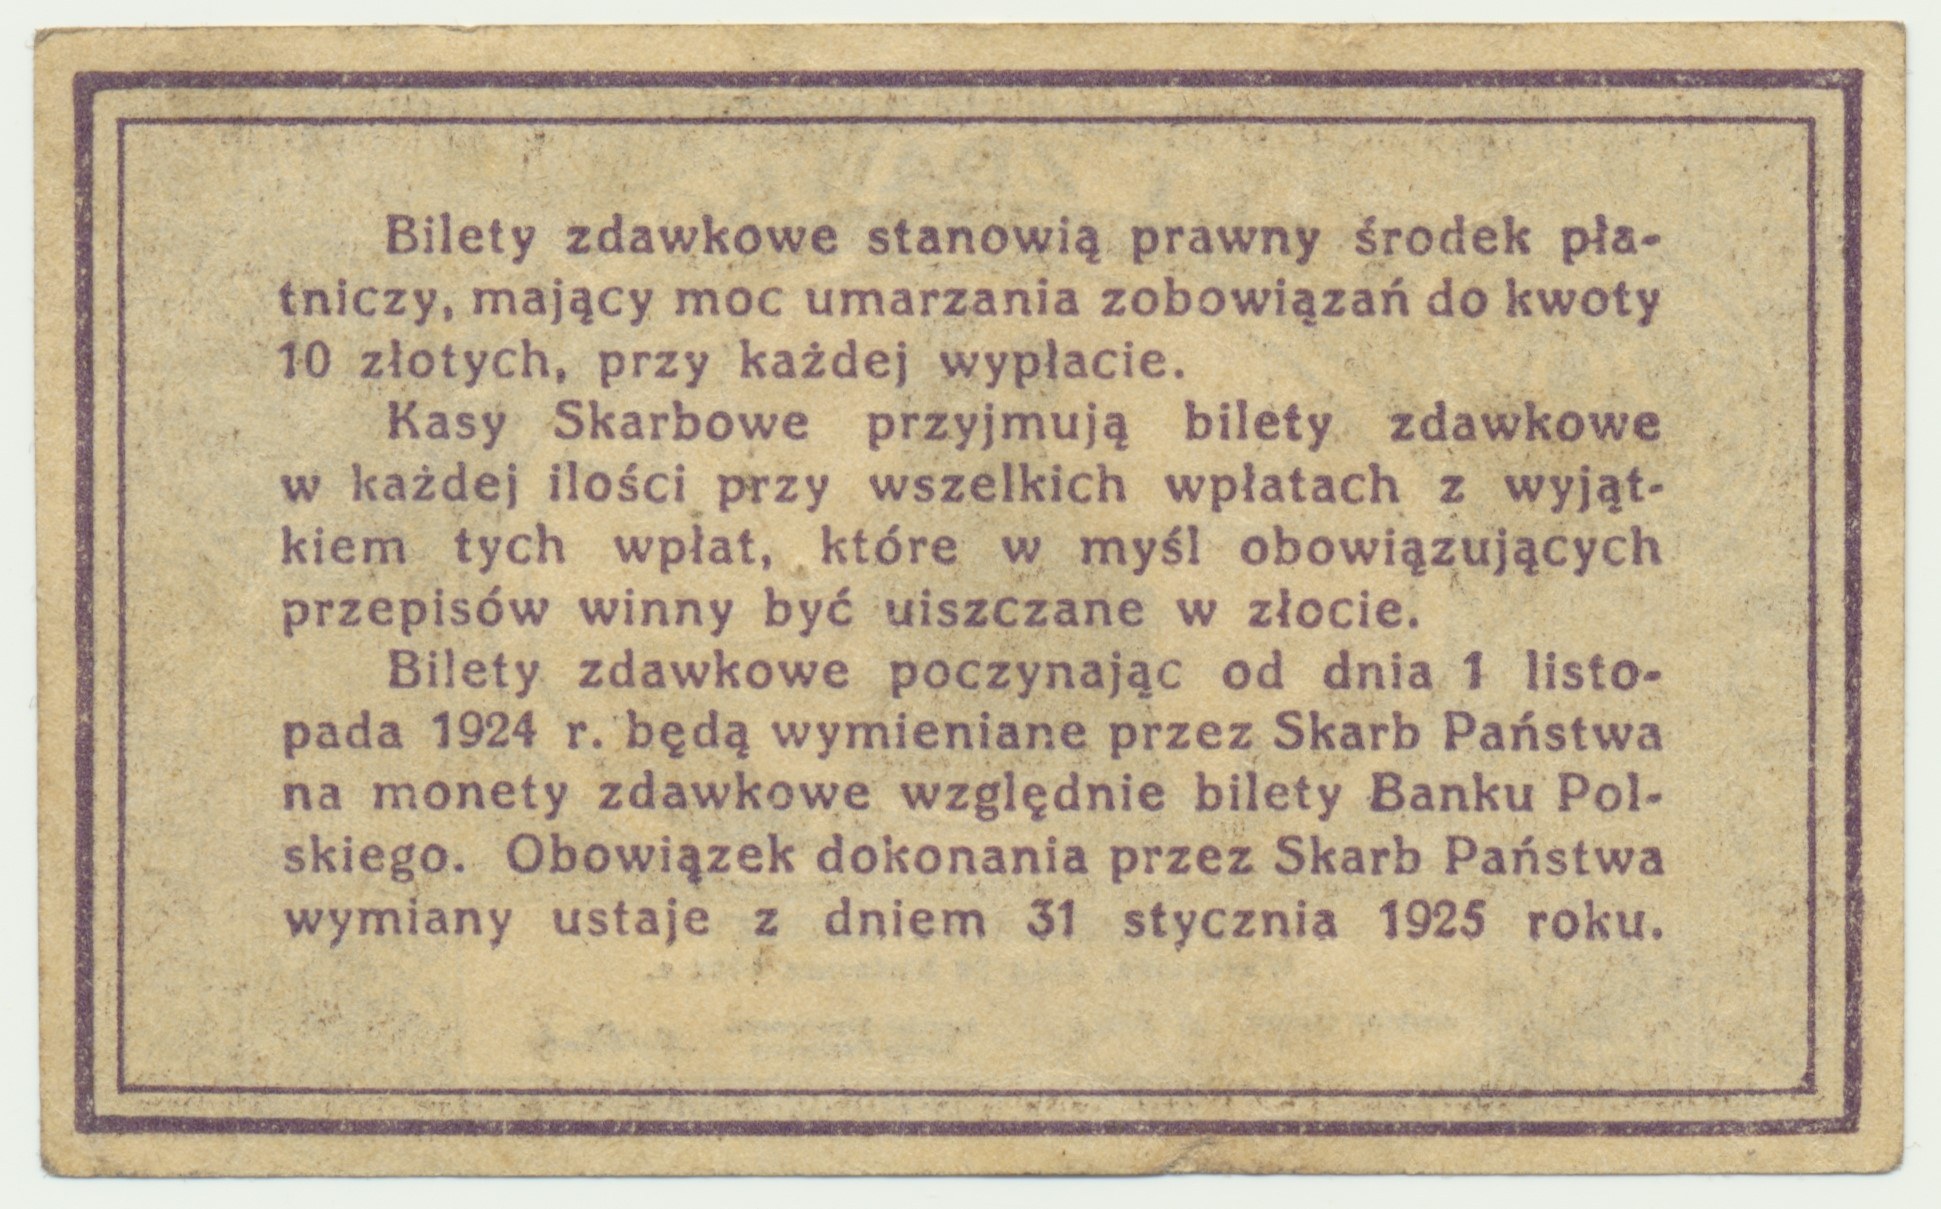 Bilety zdawkowe stanowią prawny środek pła-
tniczy, mający moc umarzania zobowiązań do kwoty
10 złotych, przy każdej wypłacie.
Kasy Skarbowe przyjmują bilety zdawkowe
w każdej ilości przy wszelkich wpłatach z wyjąt-
kiem tych wpłat, które w myśl obowiązujących
przepisów winny być uiszczane w złocie.
Bilety zdawkowe poczynając od dnia 1 listo-
pada 1924 r. będą wymieniane przez Skarb Państwa
na monety zdawkowe względnie bilety Banku Pol-
skiego. Obowiązek dokonania przez Skarb Państwa
wymiany ustaje z dniem 31 stycznia 1925 roku.